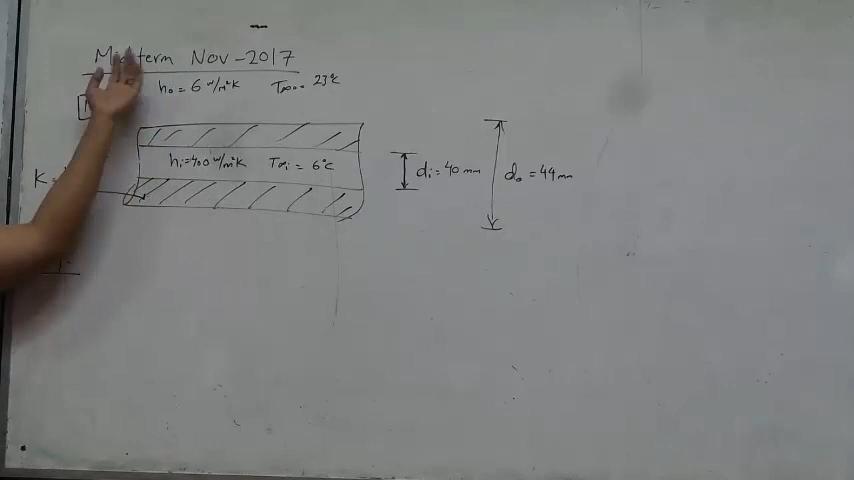 Midterm Nov-2017
h₀ = 6 w/m²k T∞₀ = 23°c
hᵢ=400 w/m²k T∞ᵢ = 6°c
dᵢ = 40 mm
d₀ = 44 mm
K =